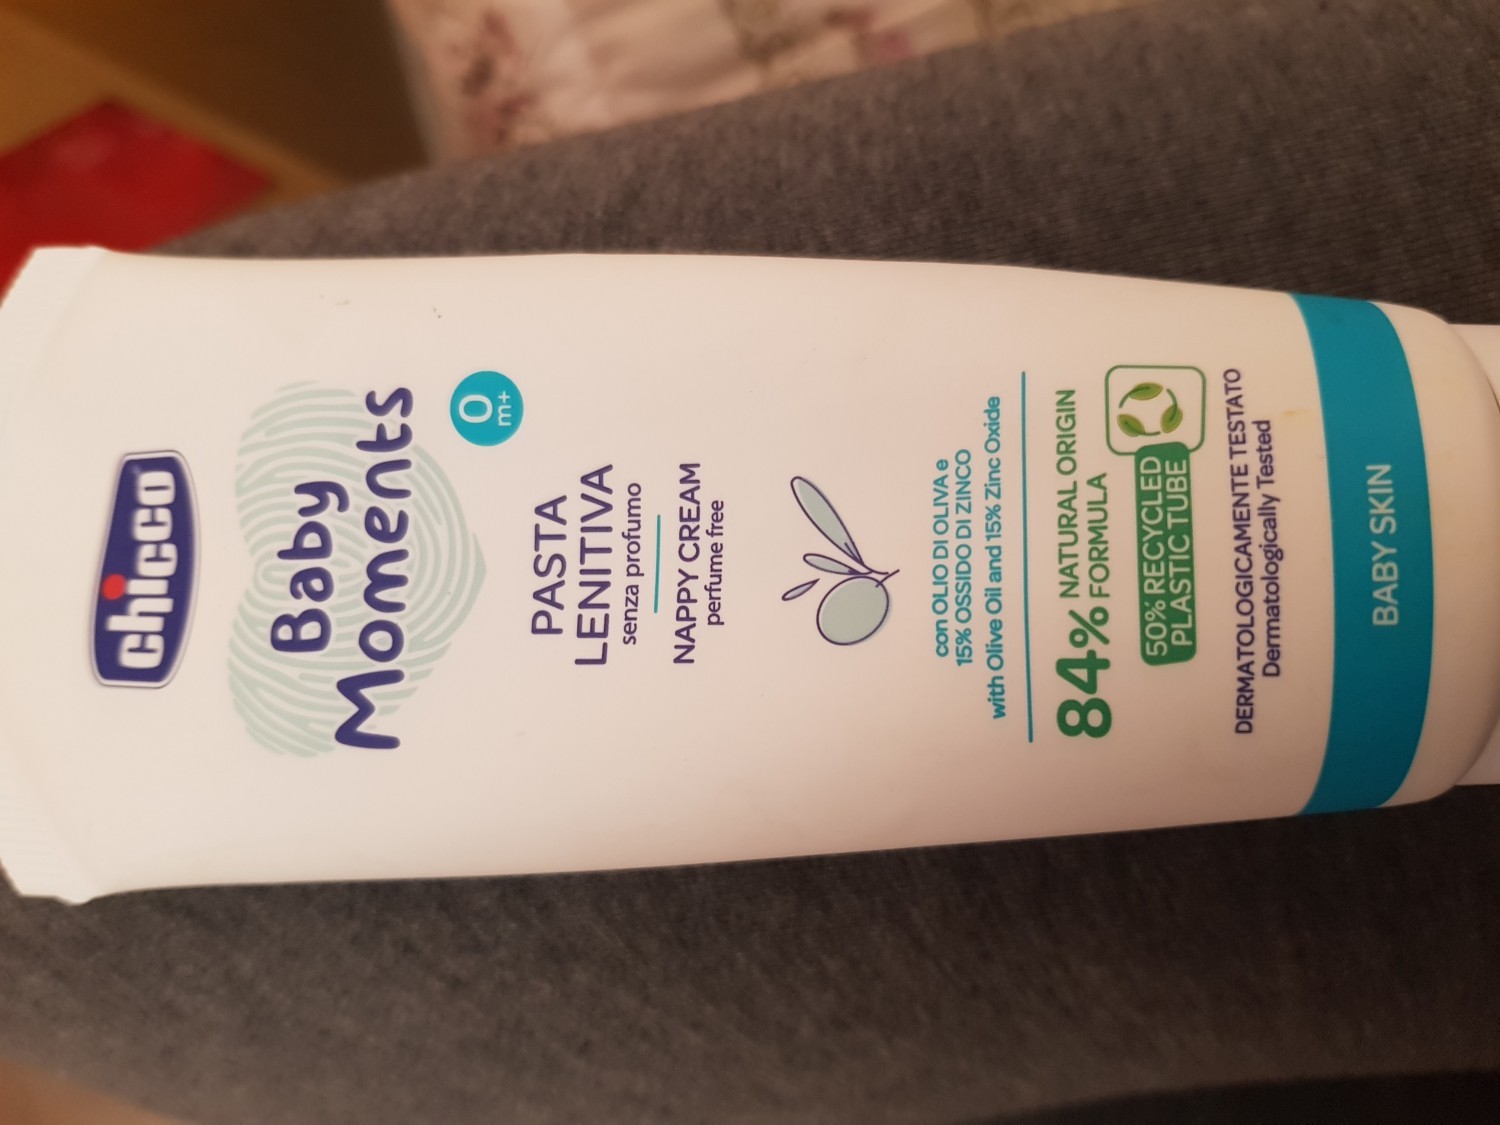 chicco
Baby
Moments
0
m+
PASTA
LENITIVA
senza profumo
NAPPY CREAM
perfume free
con OLIO DI OLIVA e
15% OSSIDO DI ZINCO
with Olive Oil and 15% Zinc Oxide
84% NATURAL ORIGIN
FORMULA
50% RECYCLED
PLASTIC TUBE
DERMATOLOGICAMENTE TESTATO
Dermatologically Tested
BABY SKIN